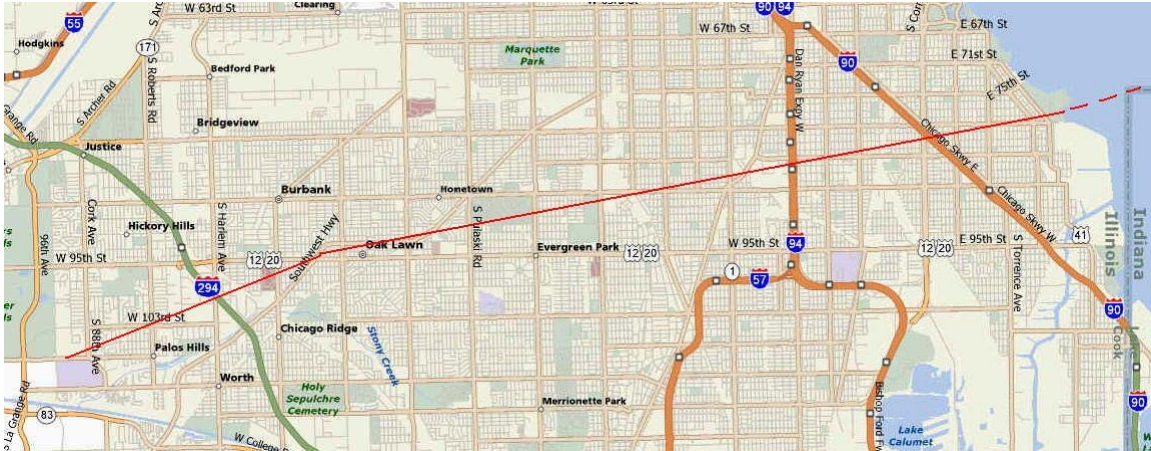 W 63rd St
Clearing
90 94
55
Hodgkins
171
S Archer Rd
S Roberts Rd
Bedford Park
Marquette
Park
W 67th St
E 67th St
90
E 71st St
E 75th St
Dan Ryan Expy W
Bridgeview
Justice
Chicago Skwy E
Burbank
Hometown
Chicago Skwy W
Cork Ave
S Harlem Ave
Southwest Hwy
S Pulaski Rd
Hickory Hills
96th Ave
W 95th St
12 20
Oak Lawn
Evergreen Park
12 20
W 95th St
94
12 20
E 95th St
41
Illinois
Indiana
S Torrence Ave
1
57
294
W 103rd St
S 88th Ave
Palos Hills
Chicago Ridge
Stony Creek
90
Cook
Worth
Holy
Sepulchre
Cemetery
Merrionette Park
83
90
Lake
Calumet